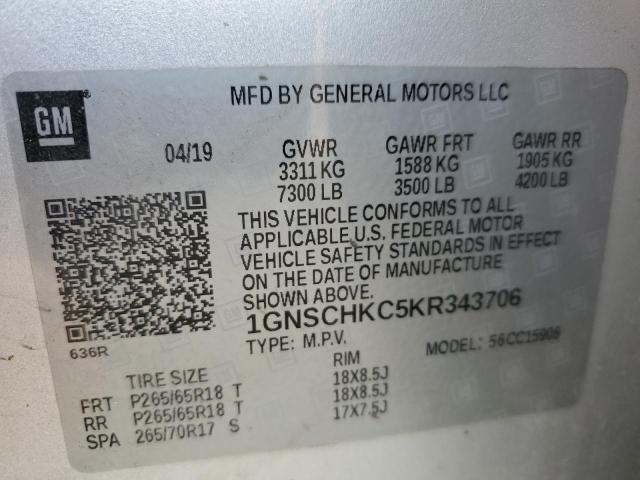 GM
MFD BY GENERAL MOTORS LLC
04/19 GVWR GAWR FRT GAWR RR
3311 KG 1588 KG 1905 KG
7300 LB 3500 LB 4200 LB
THIS VEHICLE CONFORMS TO ALL
APPLICABLE U.S. FEDERAL MOTOR
VEHICLE SAFETY STANDARDS IN EFFECT
ON THE DATE OF MANUFACTURE
SHOWN ABOVE.
1GNSCHKC5KR343706
636R
TYPE: M.P.V. MODEL: 56CC15906
TIRE SIZE RIM
FRT P265/65R18 T 18X8.5J
RR P265/65R18 T 18X8.5J
SPA 265/70R17 S 17X7.5J